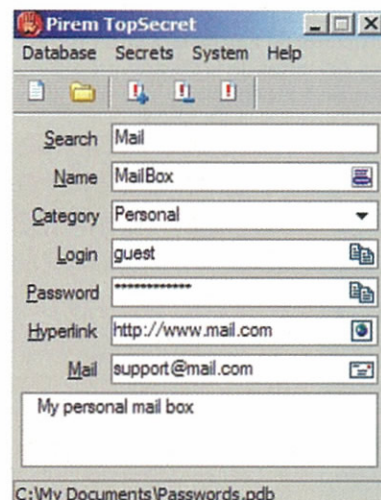 Pirem TopSecret
Database Secrets System Help
Search Mail
Name MailBox
Category Personal
Login guest
Password ************
Hyperlink http://www.mail.com
Mail support@mail.com
My personal mail box
C:\My Documents\Passwords.pdb